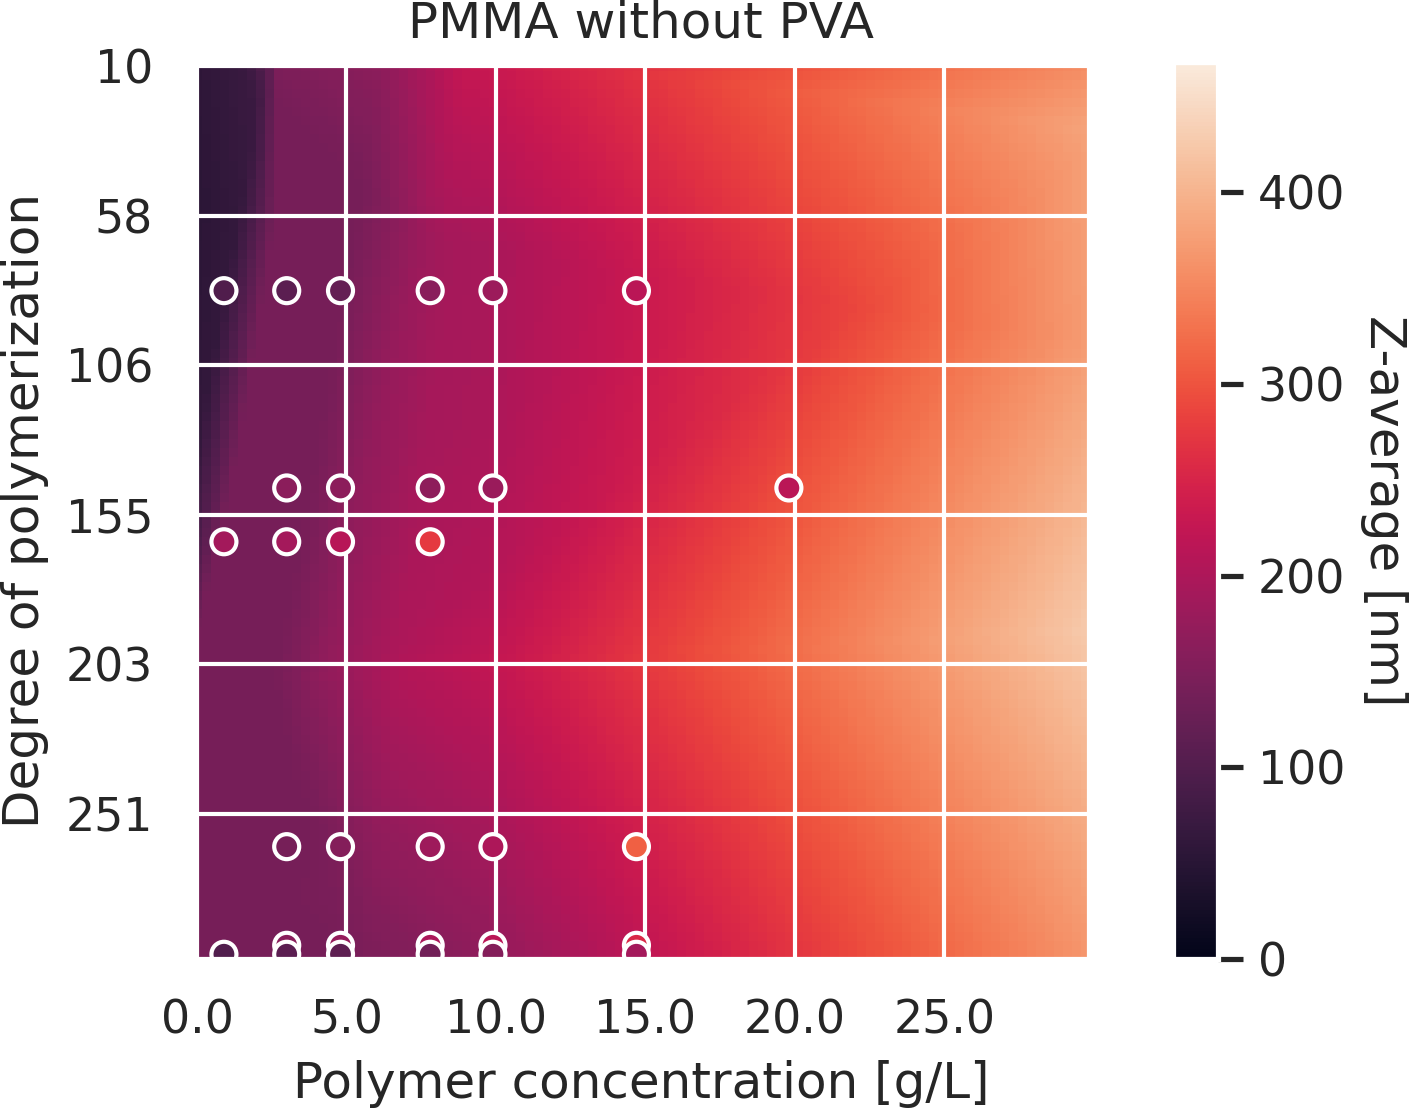 PMMA without PVA
Degree of polymerization
10
58
106
155
203
251
0.0 5.0 10.0 15.0 20.0 25.0
Polymer concentration [g/L]
400
300
200
100
0
Z-average [nm]